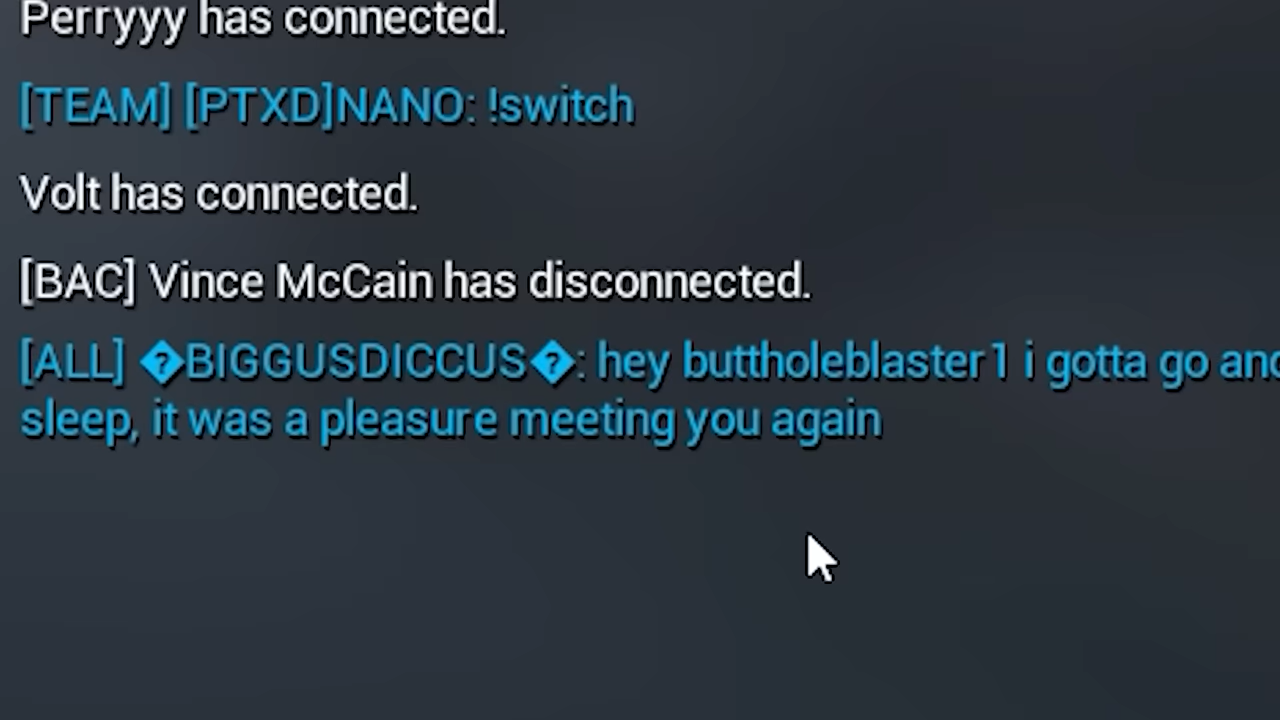 Perryyy has connected.
[TEAM] [PTXD]NANO: !switch
Volt has connected.
[BAC] Vince McCain has disconnected.
[ALL] �BIGGUSDICCUS�: hey buttholeblaster1 i gotta go and
sleep, it was a pleasure meeting you again